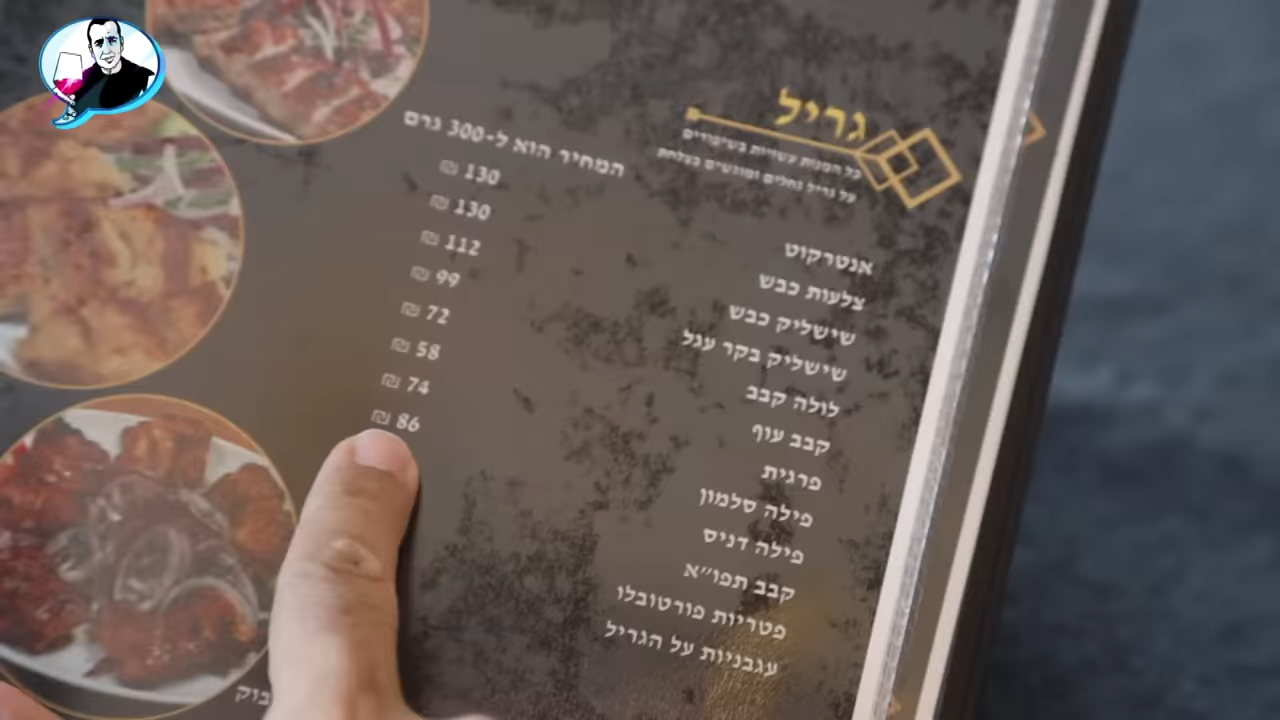 גריל
כל המנות עשויות בשיפודים
על גריל גחלים ומוגשים בצלחת
המחיר הוא ל-300 גרם
אנטרקוט 130 ₪
צלעות כבש 130 ₪
שישליק כבש 112 ₪
שישליק בקר עגל 99 ₪
לולה קבב 72 ₪
קבב עוף 58 ₪
פרגית 74 ₪
פילה סלמון 86 ₪
פילה דניס
קבב תפו״א
פטריות פורטובלו
עגבניות על הגריל